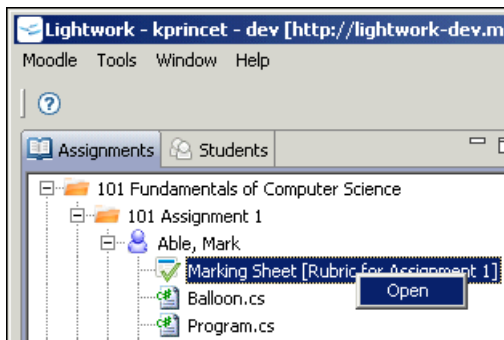 Lightwork - kprincet - dev [http://lightwork-dev.m
Moodle Tools Window Help
Assignments Students
101 Fundamentals of Computer Science
101 Assignment 1
Able, Mark
Marking Sheet [Rubric for Assignment 1]
Open
Balloon.cs
Program.cs